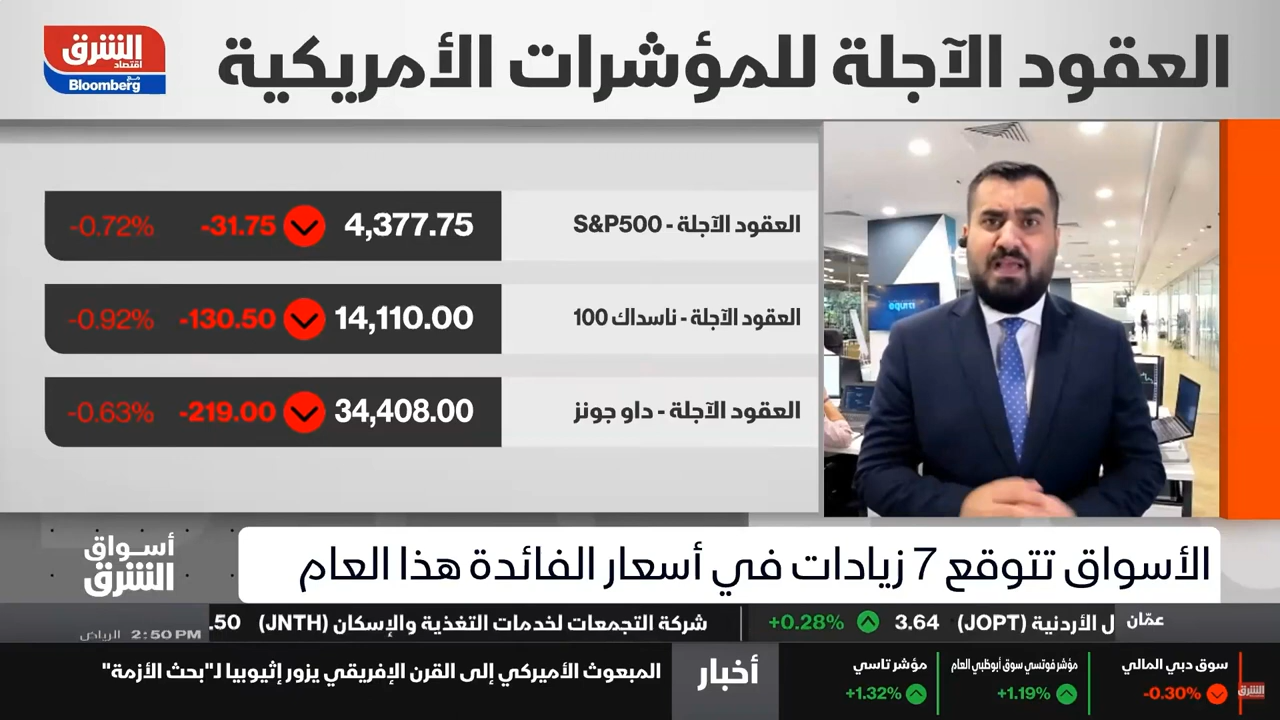 العقود الآجلة للمؤشرات الأمريكية
الشرق
اقتصاد
مع
Bloomberg
العقود الآجلة - S&P500 4,377.75 -31.75 -0.72%
العقود الآجلة - ناسداك 100 14,110.00 -130.50 -0.92%
العقود الآجلة - داو جونز 34,408.00 -219.00 -0.63%
الأسواق تتوقع 7 زيادات في أسعار الفائدة هذا العام
أسواق
الشرق
عمّان ل الأردنية (JOPT) 3.64 +0.28% شركة التجمعات لخدمات التغذية والإسكان (JNTH) .50
2:50 PM الرياض
سوق دبي المالي -0.30%
مؤشر فوتسي سوق أبوظبي العام +1.19%
مؤشر تاسي +1.32%
أخبار
المبعوث الأميركي إلى القرن الإفريقي يزور إثيوبيا لـ"بحث الأزمة"
الشرق